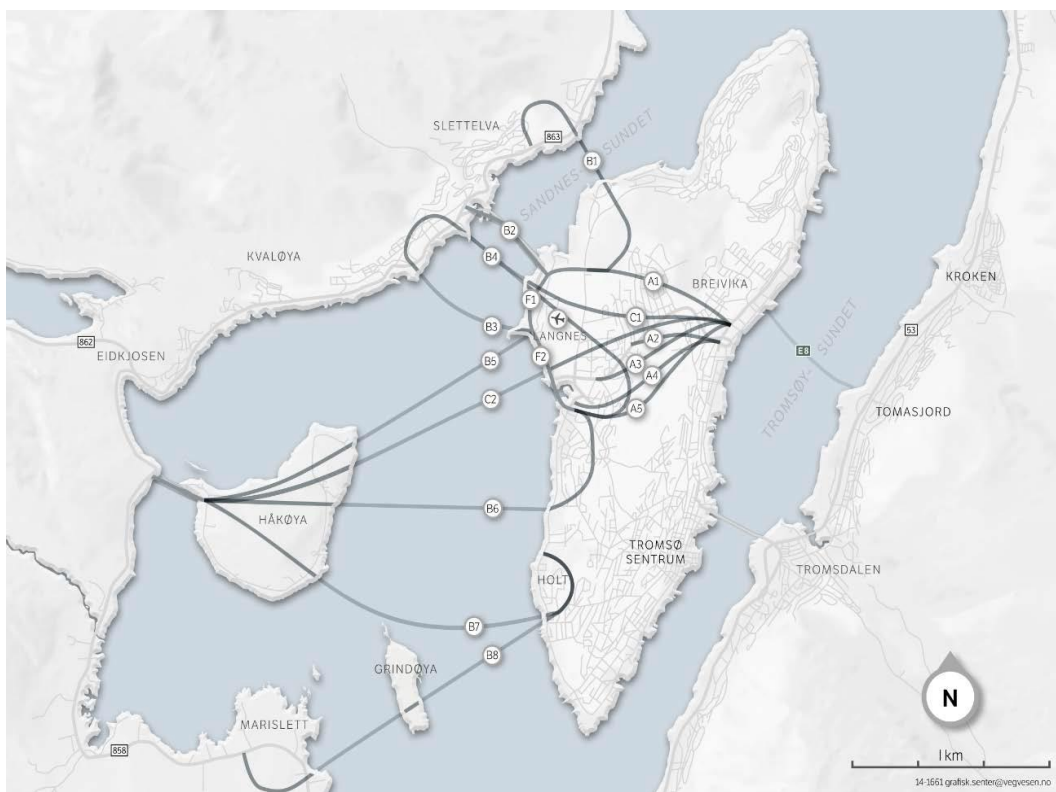 SLETTELVA
863
B1
SANDNES-
SUNDET
B2
B4
KVALØYA
A1
BREIVIKA
KROKEN
F1
C1
B3
LANGNES
A2
862
EIDKJOSEN
53
TROMSØY-
SUNDET
E8
B5
F2
A3
A4
C2
A5
TOMASJORD
B6
HÅKØYA
TROMSØ
SENTRUM
HOLT
TROMSDALEN
B7
B8
GRINDØYA
N
MARISLETT
858
1 km
14-1661 grafisk.senter@vegvesen.no